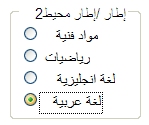 إطار /إطار محيط2
مواد فنية
رياضيات
لغة انجليزية
لغة عربية